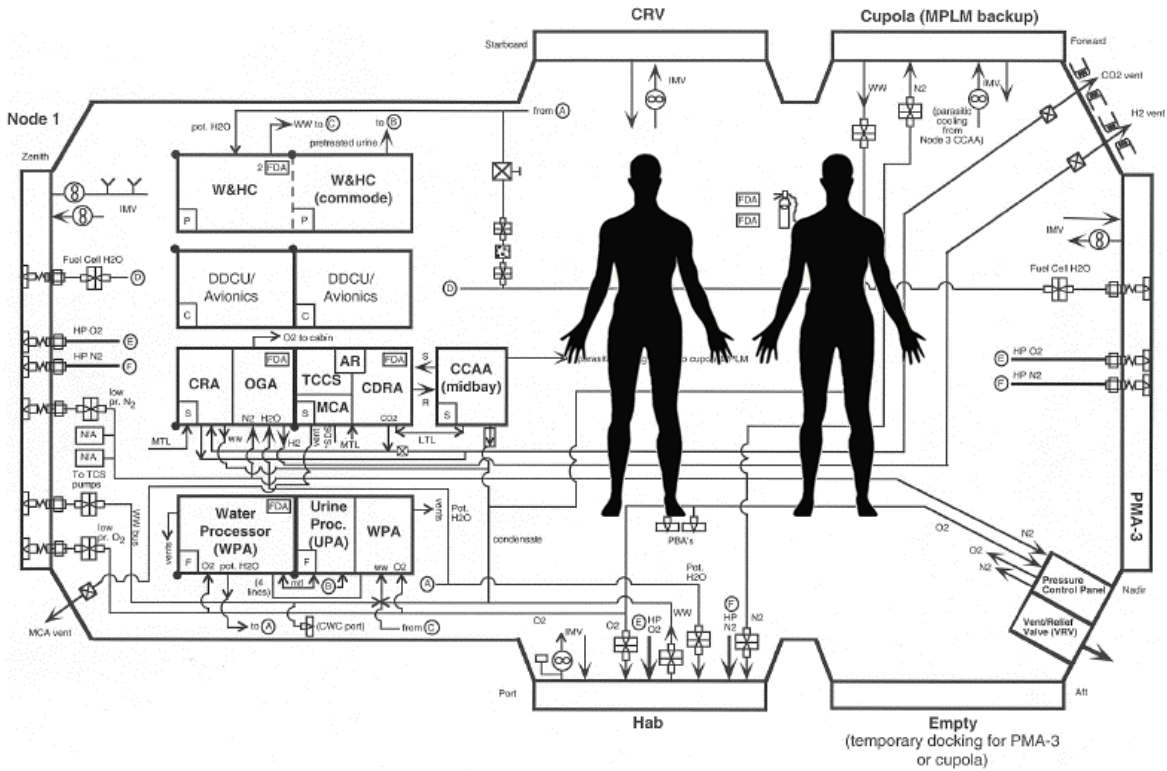 CRV
Cupola (MPLM backup)
Starboard
Forward
IMV
WW
N2
IMV
CO2 vent
(parasitic
cooling
from
Node 3 CCAA)
H2 vent
Node 1
Zenith
pot. H2O
WW to C
to B
pretreated urine
from A
2 FDA
W&HC
W&HC
(commode)
P
P
IMV
FDA
FDA
IMV
Fuel Cell H2O
D
DDCU/
Avionics
DDCU/
Avionics
C
C
D
Fuel Cell H2O
HP O2
E
HP N2
F
O2 to cabin
E
HP O2
F
HP N2
CRA
OGA
FDA
AR
TCCS
FDA
CDRA
MCA
S
S
N2
H2O
CO2
S
R
CCAA
(midbay)
S
low
pr. N2
N/A
N/A
To TCS
pumps
MTL
ww
H2
vent
MTL
LTL
low
pr. O2
WW bus
vents
Water
Processor
(WPA)
FDA
F
Urine
Proc.
(UPA)
F
WPA
vents
Pot.
H2O
condensate
PBA's
PMA-3
O2
N2
O2
N2
Pressure
Control Panel
Nadir
Vent/Relief
Valve (VRV)
O2
pot. H2O
(4
lines)
mtl
B
ww
O2
A
Pot.
H2O
MCA vent
to A
(CWC port)
from C
O2
IMV
O2
E
HP
O2
WW
F
HP
N2
N2
Port
Aft
Hab
Empty
(temporary docking for PMA-3
or cupola)